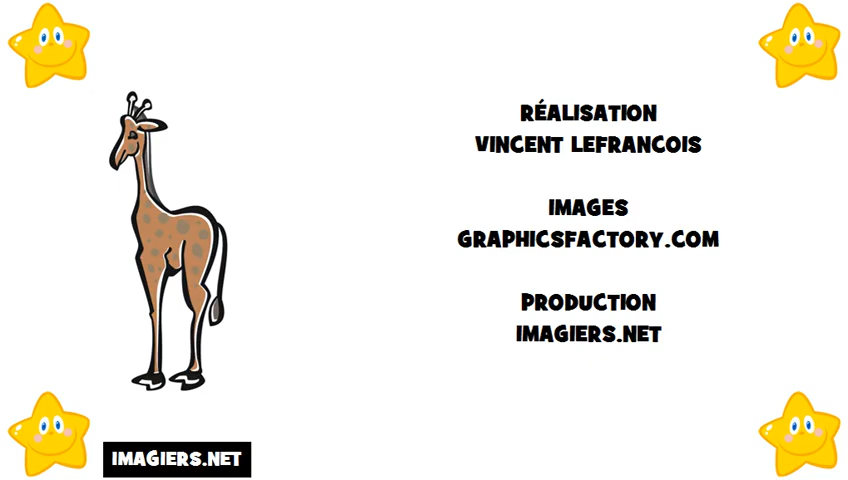 RÉALISATION
VINCENT LEFRANCOIS
IMAGES
GRAPHICSFACTORY.COM
PRODUCTION
IMAGIERS.NET
IMAGIERS.NET